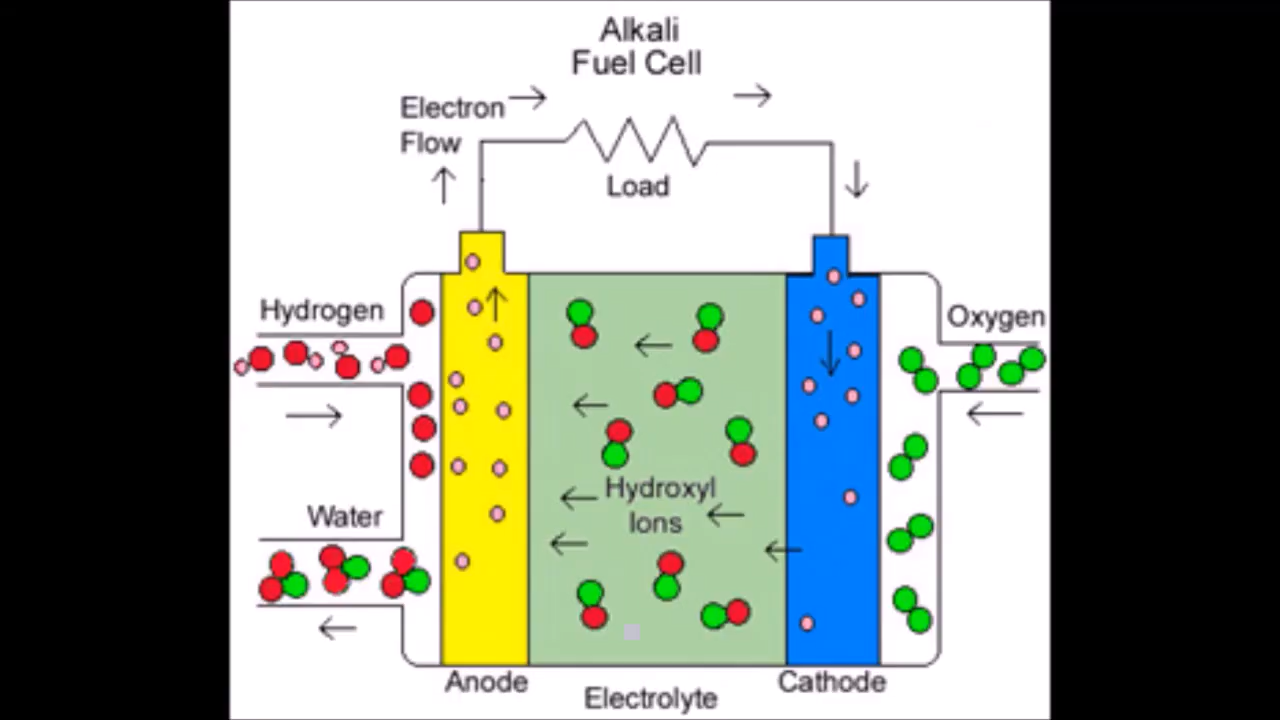 Alkali
Fuel Cell
Electron
Flow
Load
Hydrogen
Oxygen
Hydroxyl
Ions
Water
Anode
Electrolyte
Cathode